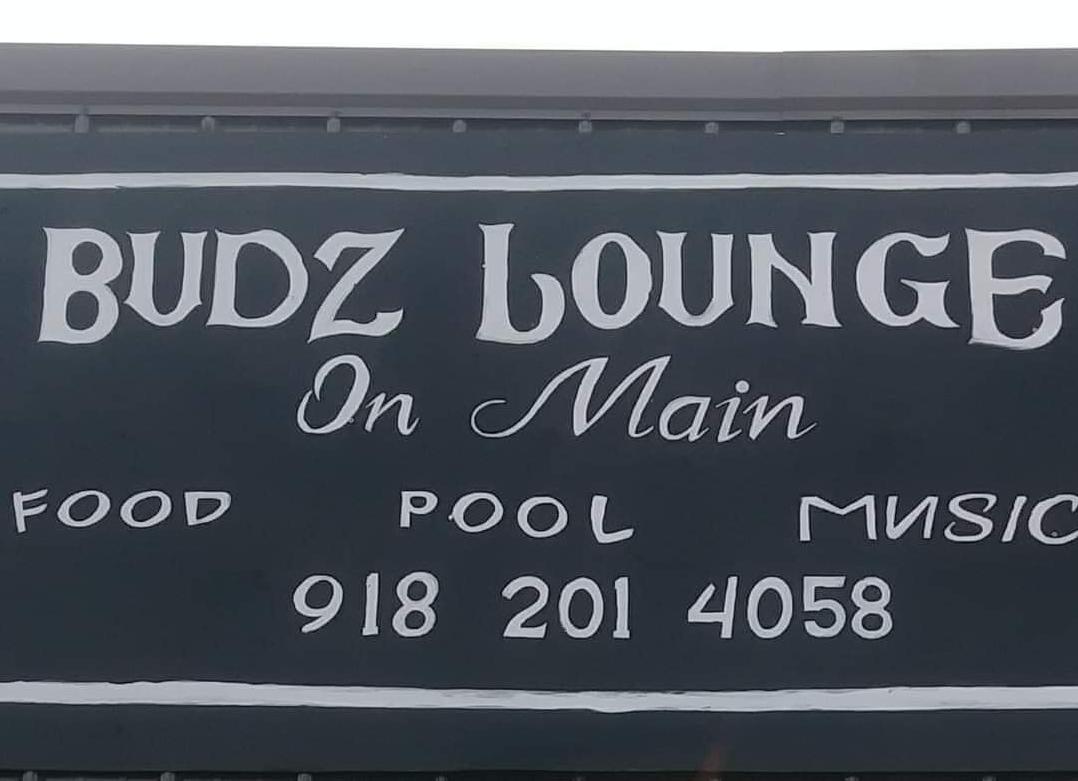 BUDZ LOUNGE
On Main
FOOD POOL MUSIC
918 201 4058